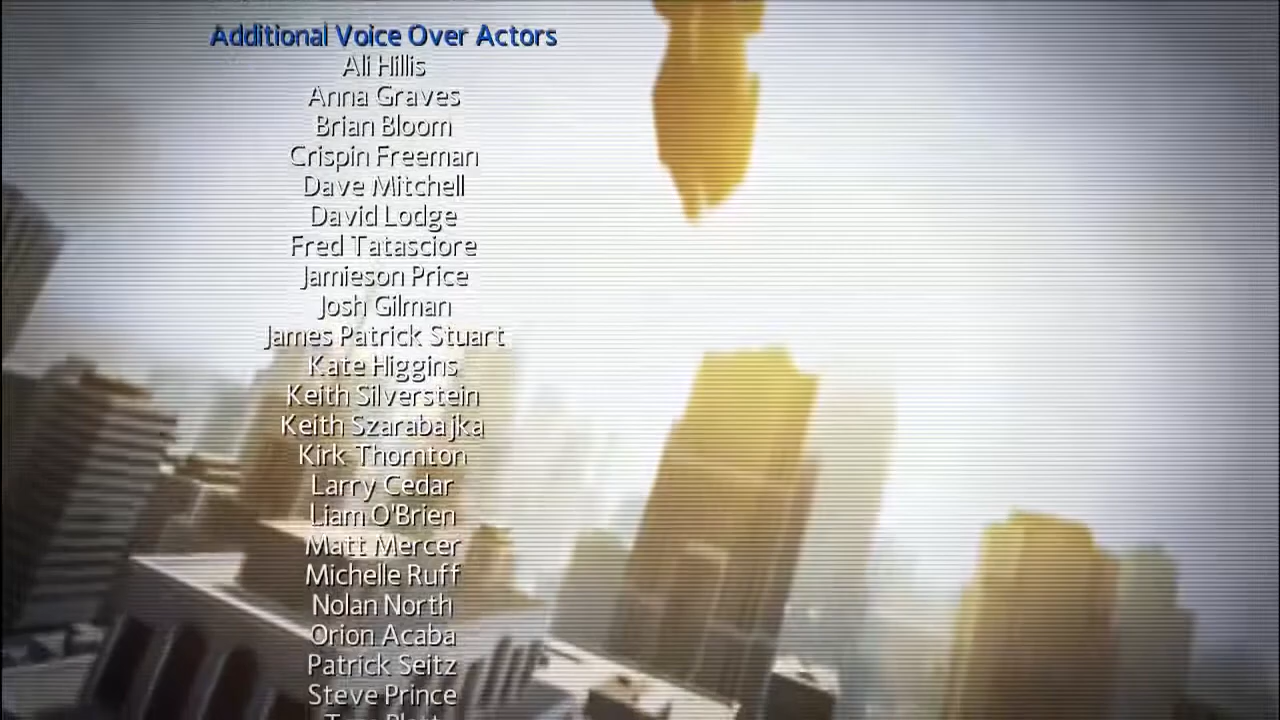 Additional Voice Over Actors
Ali Hillis
Anna Graves
Brian Bloom
Crispin Freeman
Dave Mitchell
David Lodge
Fred Tatasciore
Jamieson Price
Josh Gilman
James Patrick Stuart
Kate Higgins
Keith Silverstein
Keith Szarabajka
Kirk Thornton
Larry Cedar
Liam O'Brien
Matt Mercer
Michelle Ruff
Nolan North
Orion Acaba
Patrick Seitz
Steve Prince